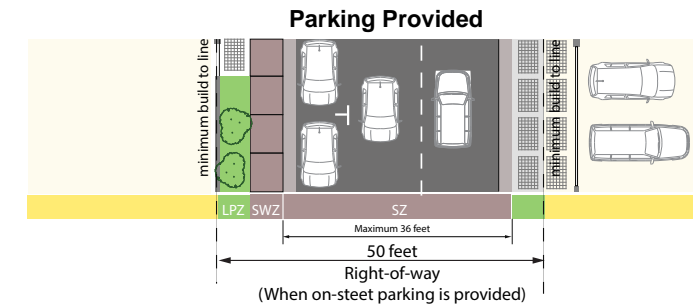 Parking Provided
minimum build to line
minimum build to line
LPZ SWZ SZ
Maximum 36 feet
50 feet
Right-of-way
(When on-steet parking is provided)